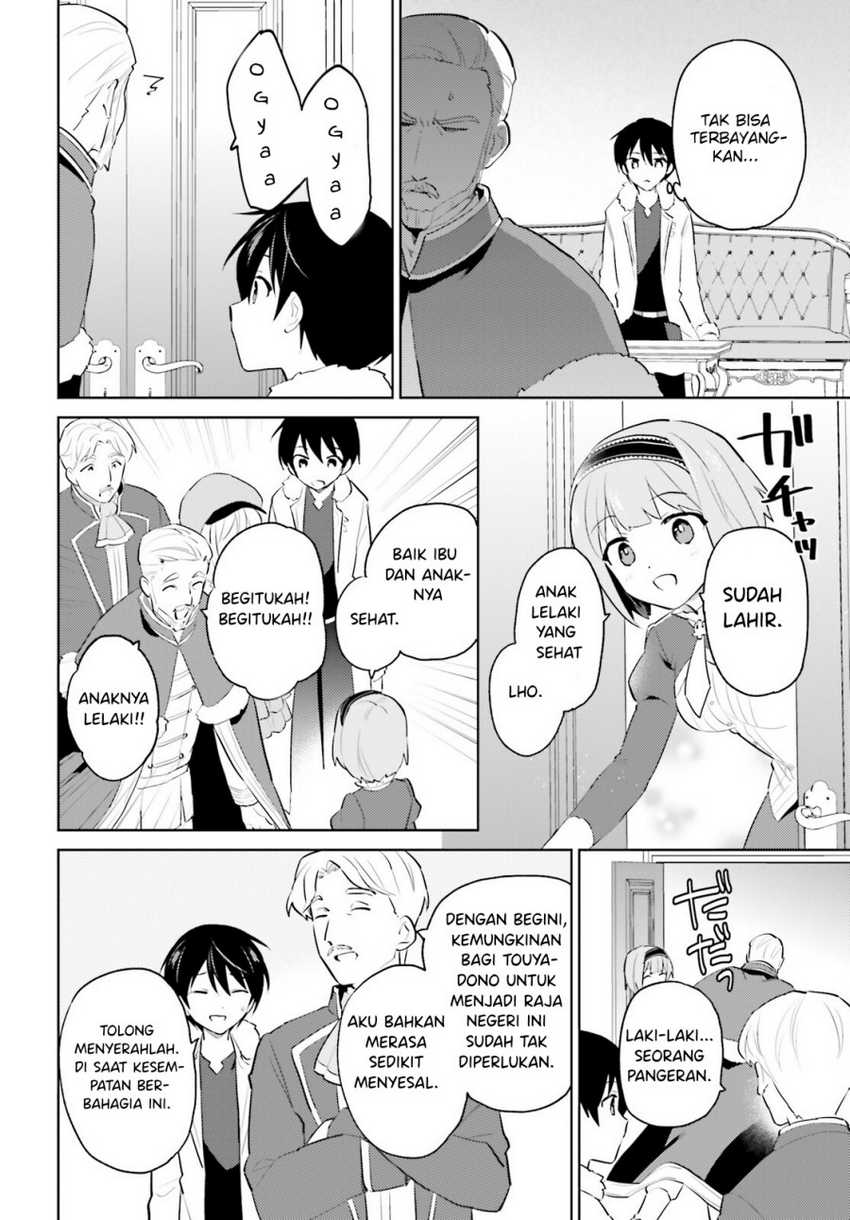 TAK BISA
TERBAYANG-
KAN...
OGyaa
OGyaa
ガチャッ
SUDAH
LAHIR.
ANAK
LELAKI
YANG
SEHAT
LHO.
BAIK IBU
DAN ANAK-
NYA
SEHAT.
BEGITUKAH!
BEGITUKAH!!
ANAKNYA
LELAKI!!
だだだっ
LAKI-LAKI...
SEORANG
PANGERAN.
DENGAN BEGINI,
KEMUNGKINAN
BAGI TOUYA-
DONO UNTUK
MENJADI RAJA
NEGERI INI
SUDAH TAK
DIPERLUKAN.
AKU BAHKAN
MERASA
SEDIKIT
MENYESAL.
TOLONG
MENYERAHLAH.
DI SAAT KESEM-
PATAN BER-
BAHAGIA INI.